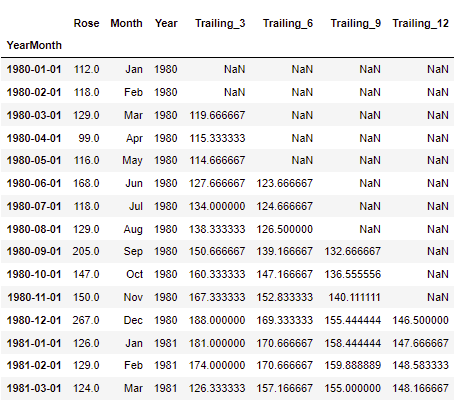 Rose Month Year Trailing_3 Trailing_6 Trailing_9 Trailing_12
YearMonth
1980-01-01 112.0 Jan 1980 NaN NaN NaN NaN
1980-02-01 118.0 Feb 1980 NaN NaN NaN NaN
1980-03-01 129.0 Mar 1980 119.666667 NaN NaN NaN
1980-04-01 99.0 Apr 1980 115.333333 NaN NaN NaN
1980-05-01 116.0 May 1980 114.666667 NaN NaN NaN
1980-06-01 168.0 Jun 1980 127.666667 123.666667 NaN NaN
1980-07-01 118.0 Jul 1980 134.000000 124.666667 NaN NaN
1980-08-01 129.0 Aug 1980 138.333333 126.500000 NaN NaN
1980-09-01 205.0 Sep 1980 150.666667 139.166667 132.666667 NaN
1980-10-01 147.0 Oct 1980 160.333333 147.166667 136.555556 NaN
1980-11-01 150.0 Nov 1980 167.333333 152.833333 140.111111 NaN
1980-12-01 267.0 Dec 1980 188.000000 169.333333 155.444444 146.500000
1981-01-01 126.0 Jan 1981 181.000000 170.666667 158.444444 147.666667
1981-02-01 129.0 Feb 1981 174.000000 170.666667 159.888889 148.583333
1981-03-01 124.0 Mar 1981 126.333333 157.166667 155.000000 148.166667